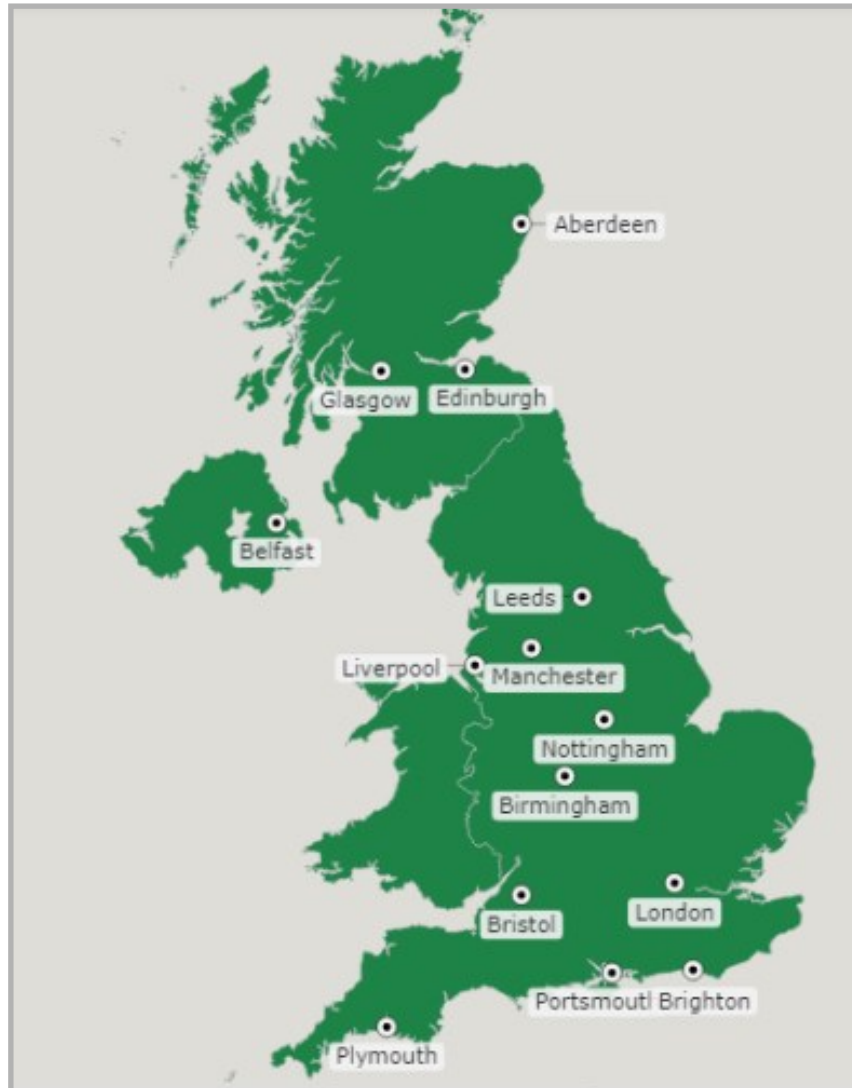 Aberdeen
Glasgow
Edinburgh
Belfast
Leeds
Liverpool
Manchester
Nottingham
Birmingham
London
Bristol
Portsmoutl Brighton
Plymouth